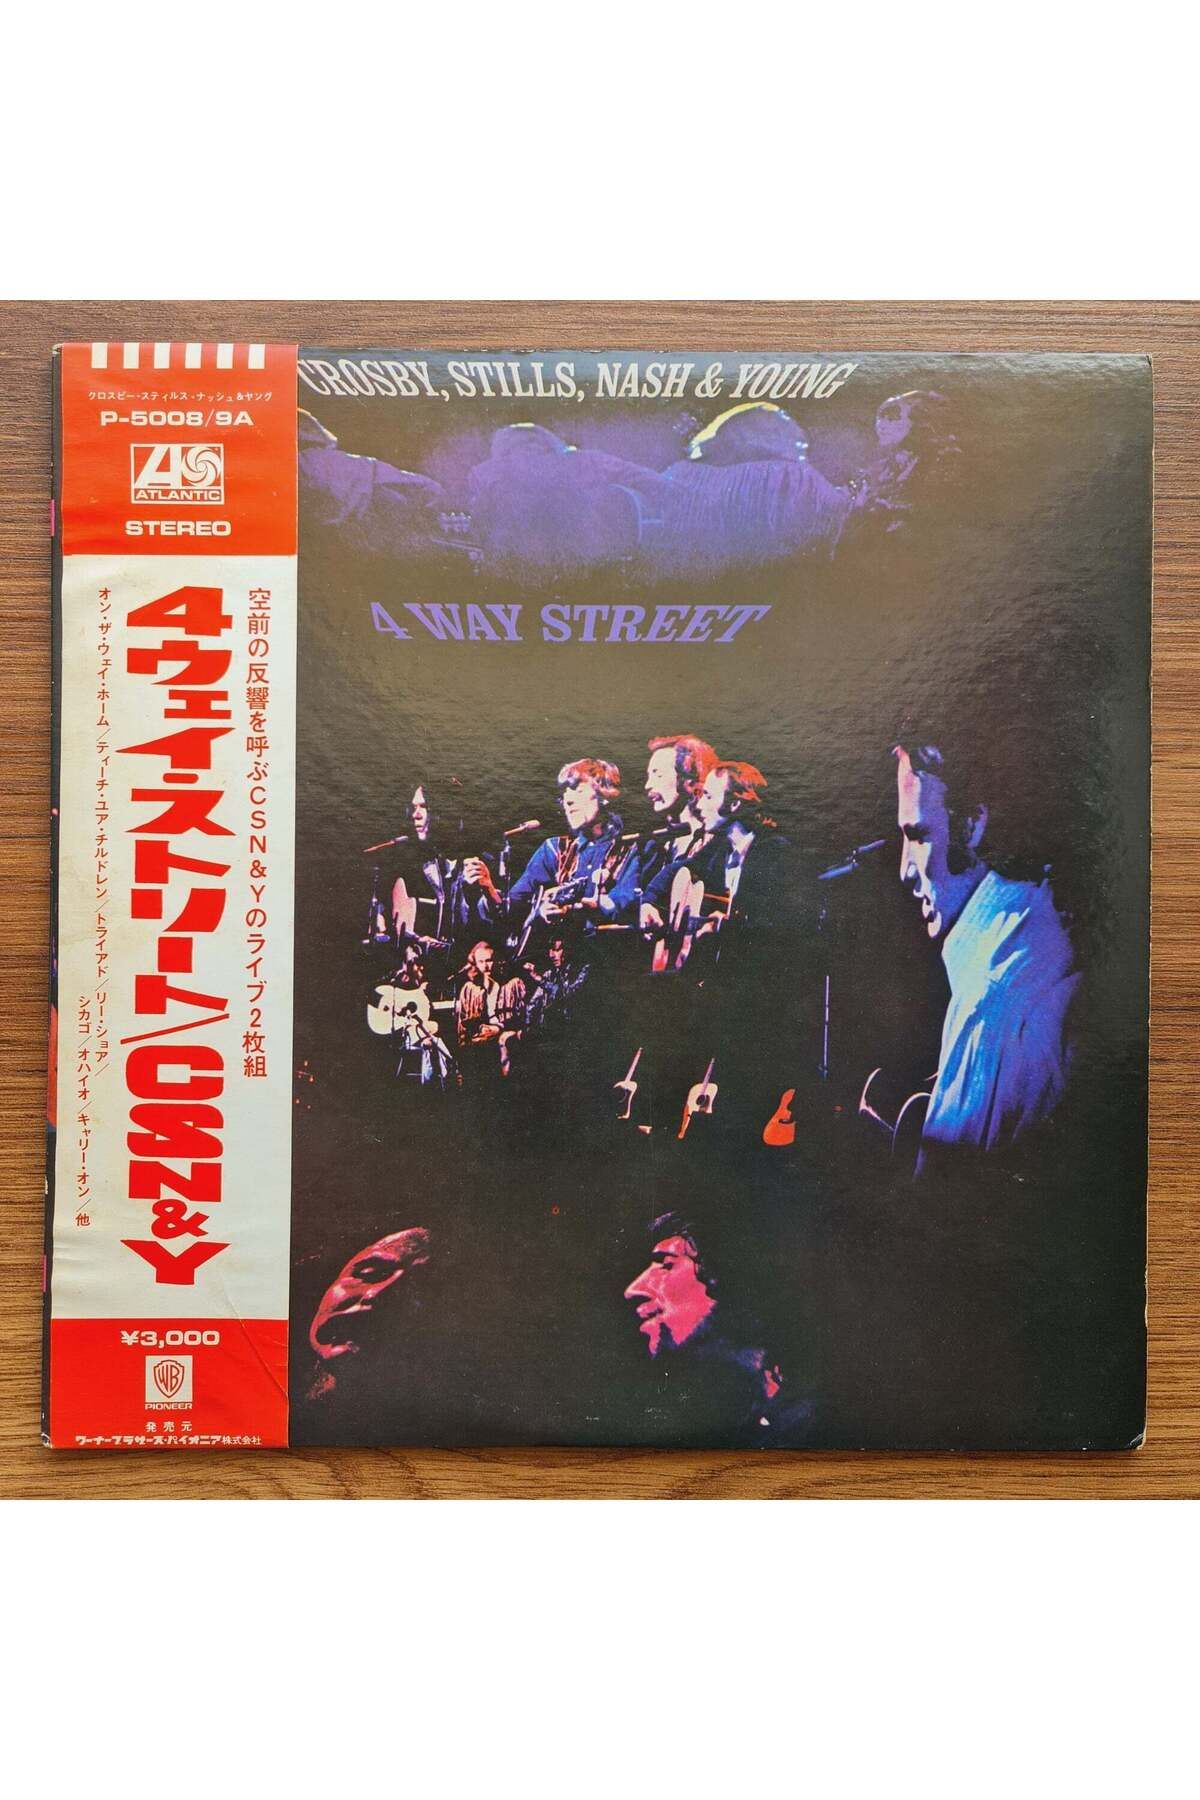 クロスビー・スティルス・ナッシュ&ヤング
P-5008/9A
ATLANTIC
STEREO
空前の反響を呼ぶCSN&Yのライブ2枚組
4ウェイ・ストリート/CSN&Y
オン・ザ・ウェイ・ホーム/ティーチ・ユア・チルドレン/トライアド/リー・ショア/
シカゴ/オハイオ/キャリー・オン/他
¥3,000
WB
PIONEER
発売元
ワーナーブラザーズ・パイオニア株式会社
CROSBY, STILLS, NASH & YOUNG
4 WAY STREET